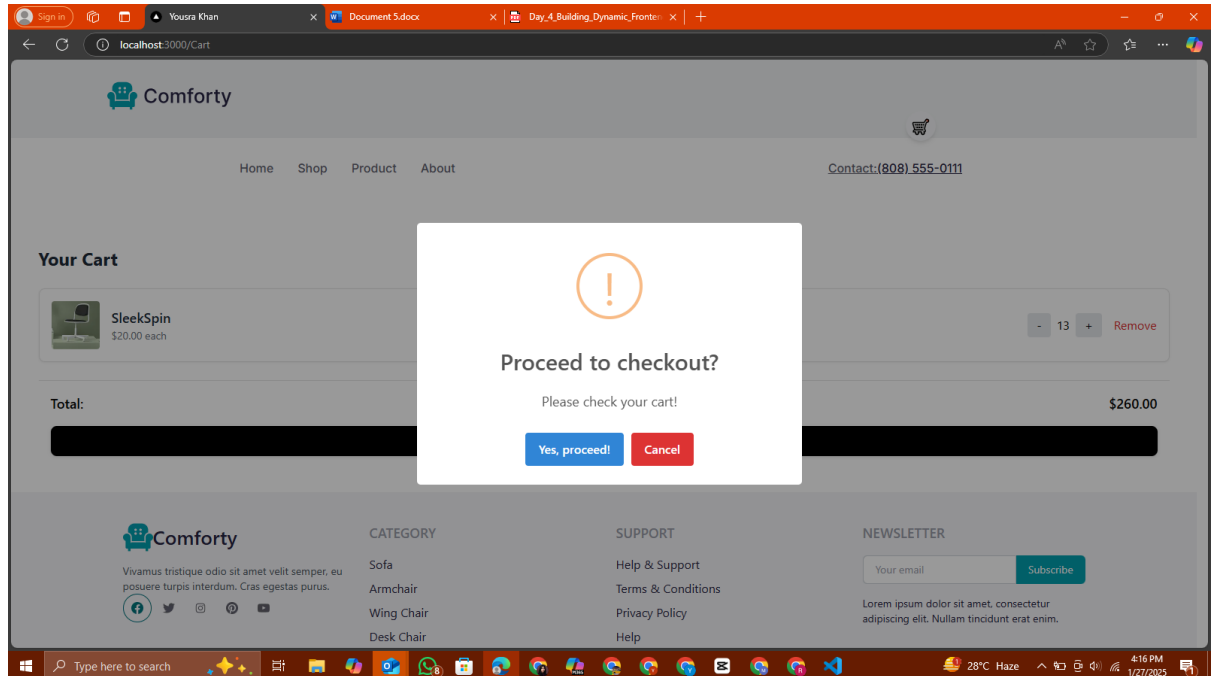 Sign in
Yousra Khan
Document 5.docx
Day_4_Building_Dynamic_Fronten
localhost:3000/Cart
Comforty
Home Shop Product About
Contact:(808) 555-0111
Your Cart
SleekSpin
$20.00 each
- 13 + Remove
Total:
$260.00
!
Proceed to checkout?
Please check your cart!
Yes, proceed! Cancel
Comforty
Vivamus tristique odio sit amet velit semper, eu
posuere turpis interdum. Cras egestas purus.
CATEGORY
Sofa
Armchair
Wing Chair
Desk Chair
SUPPORT
Help & Support
Terms & Conditions
Privacy Policy
Help
NEWSLETTER
Your email Subscribe
Lorem ipsum dolor sit amet, consectetur
adipiscing elit. Nullam tincidunt erat enim.
Type here to search
28°C Haze
4:16 PM
1/27/2025